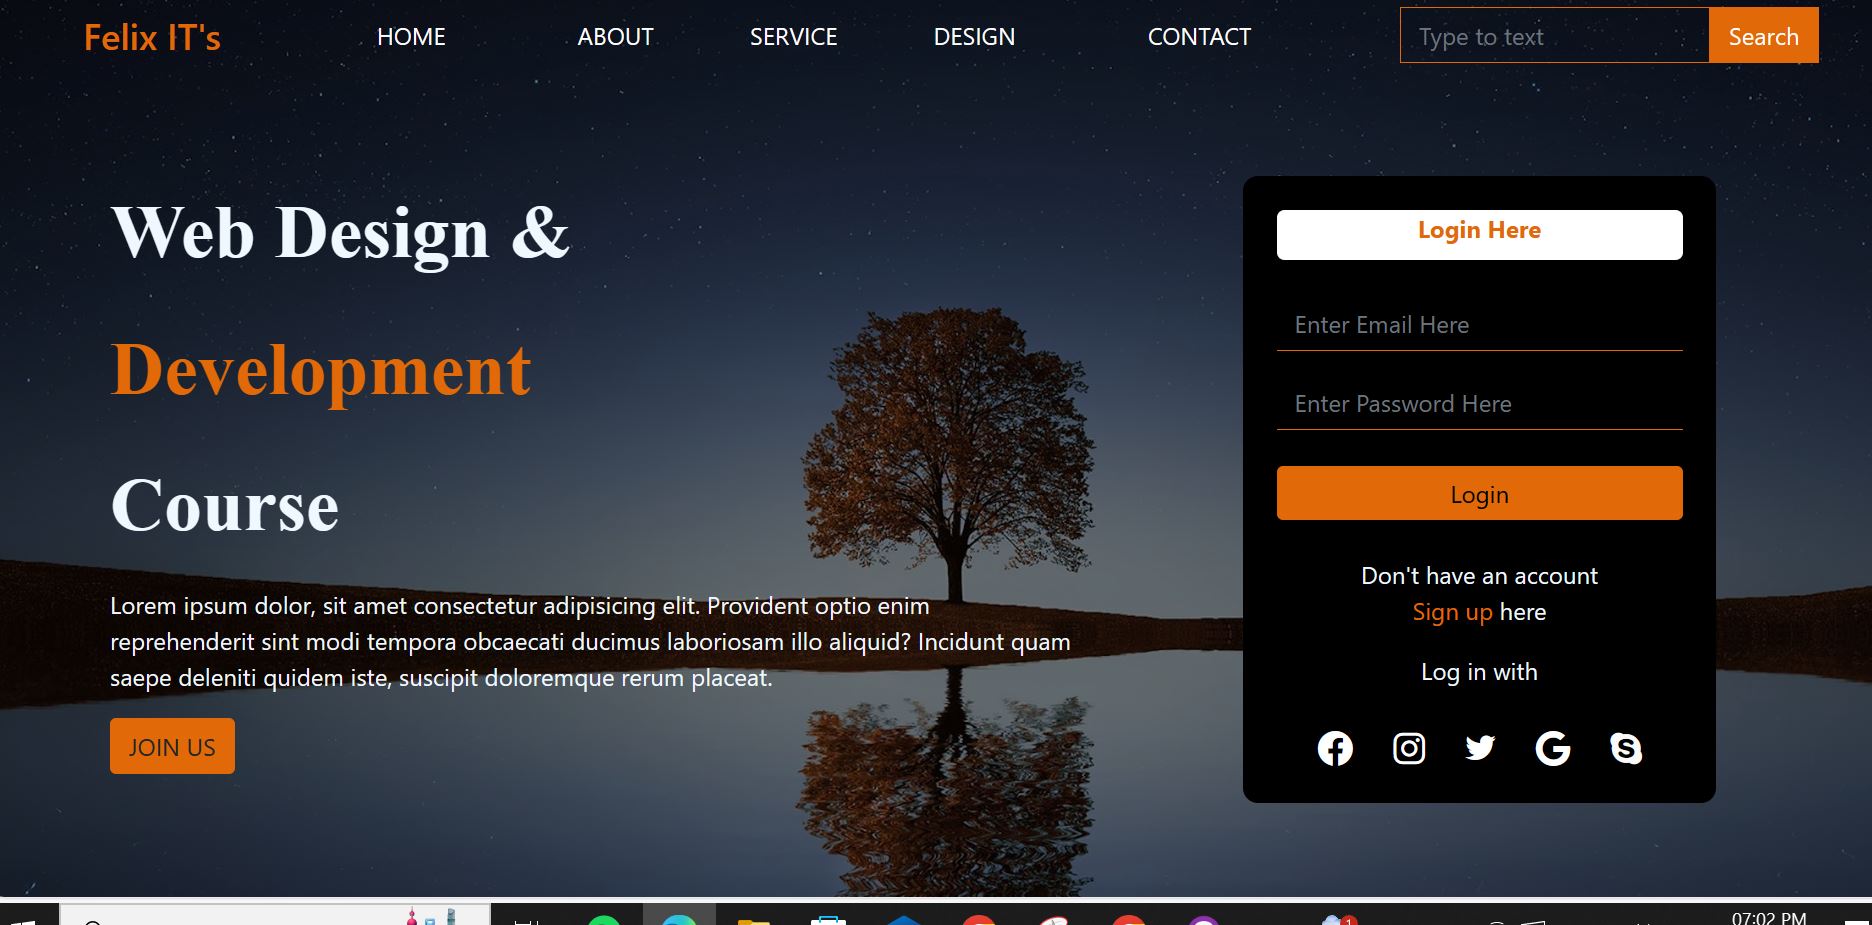 Felix IT's HOME ABOUT SERVICE DESIGN CONTACT Type to text Search
Web Design &
Development
Course
Lorem ipsum dolor, sit amet consectetur adipisicing elit. Provident optio enim
reprehenderit sint modi tempora obcaecati ducimus laboriosam illo aliquid? Incidunt quam
saepe deleniti quidem iste, suscipit doloremque rerum placeat.
JOIN US
Login Here
Enter Email Here
Enter Password Here
Login
Don't have an account
Sign up here
Log in with
1
07:02 PM